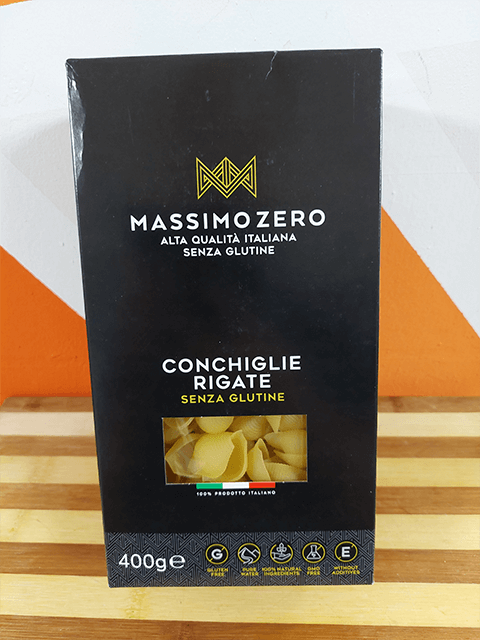 MASSIMO ZERO
ALTA QUALITÀ ITALIANA
SENZA GLUTINE
CONCHIGLIE
RIGATE
SENZA GLUTINE
100% PRODOTTO ITALIANO
400g℮
G
GLUTEN FREE
PURE WATER
100% NATURAL INGREDIENTS
GMO FREE
E
WITHOUT ADDITIVES